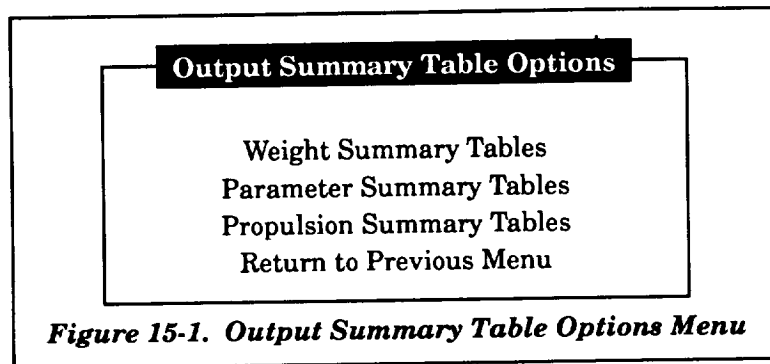 Output Summary Table Options
Weight Summary Tables
Parameter Summary Tables
Propulsion Summary Tables
Return to Previous Menu
Figure 15-1. Output Summary Table Options Menu